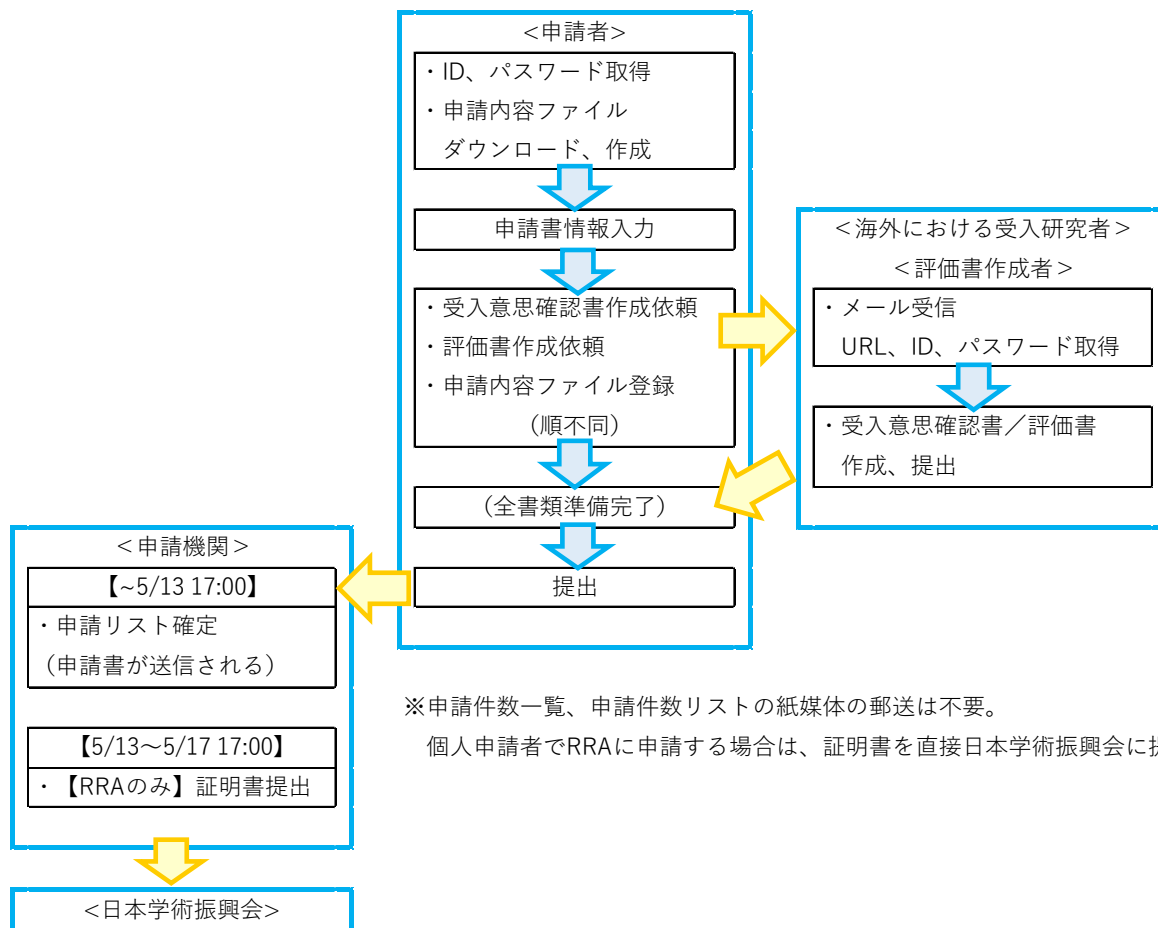 <申請者>
・ID、パスワード取得
・申請内容ファイル
ダウンロード、作成
申請書情報入力
・受入意思確認書作成依頼
・評価書作成依頼
・申請内容ファイル登録
（順不同）
（全書類準備完了）
提出
＜海外における受入研究者＞
＜評価書作成者＞
・メール受信
URL、ID、パスワード取得
・受入意思確認書／評価書
作成、提出
＜申請機関＞
【~5/13 17:00】
・申請リスト確定
（申請書が送信される）
【5/13～5/17 17:00】
・【RRAのみ】証明書提出
※申請件数一覧、申請件数リストの紙媒体の郵送は不要。
個人申請者でRRAに申請する場合は、証明書を直接日本学術振興会に
<日本学術振興会>